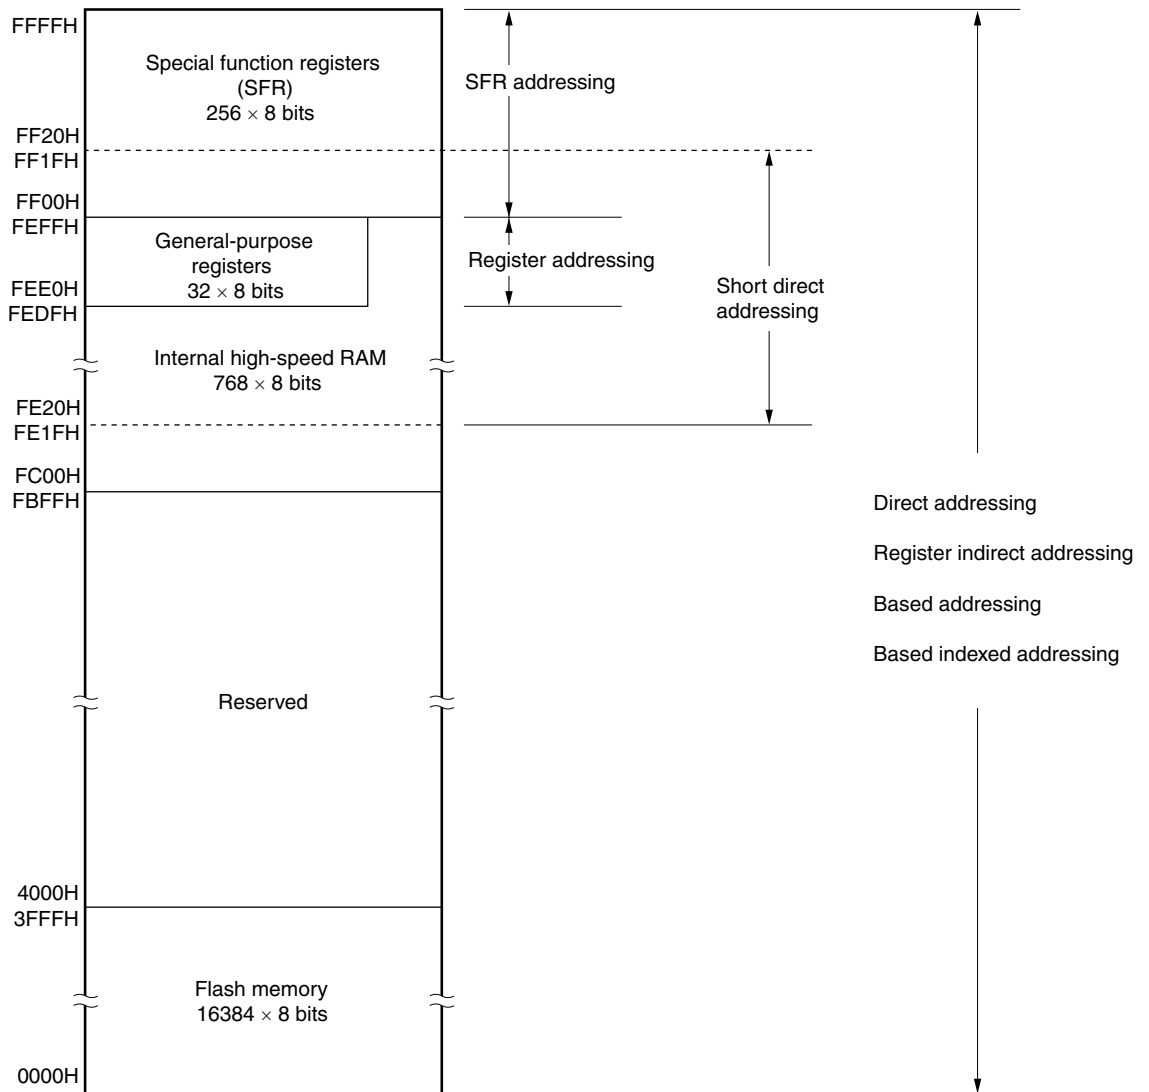 FFFFH
Special function registers
(SFR)
256 × 8 bits
SFR addressing
FF20H
FF1FH
FF00H
FEFFH
General-purpose
registers
32 × 8 bits
Register addressing
Short direct
addressing
FEE0H
FEDFH
Internal high-speed RAM
768 × 8 bits
FE20H
FE1FH
FC00H
FBFFH
Direct addressing
Register indirect addressing
Based addressing
Based indexed addressing
Reserved
4000H
3FFFH
Flash memory
16384 × 8 bits
0000H